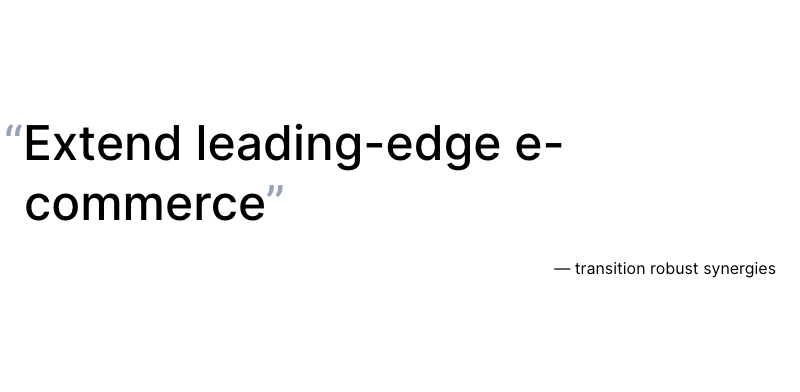 “Extend leading-edge e-
commerce”
— transition robust synergies